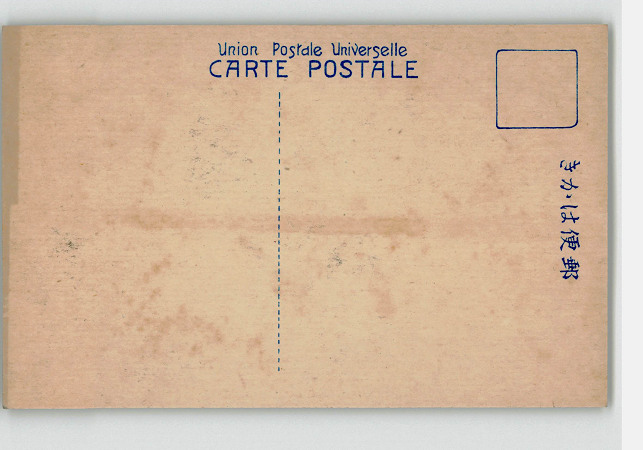 Union Postale Universelle
CARTE POSTALE
きかは便郵